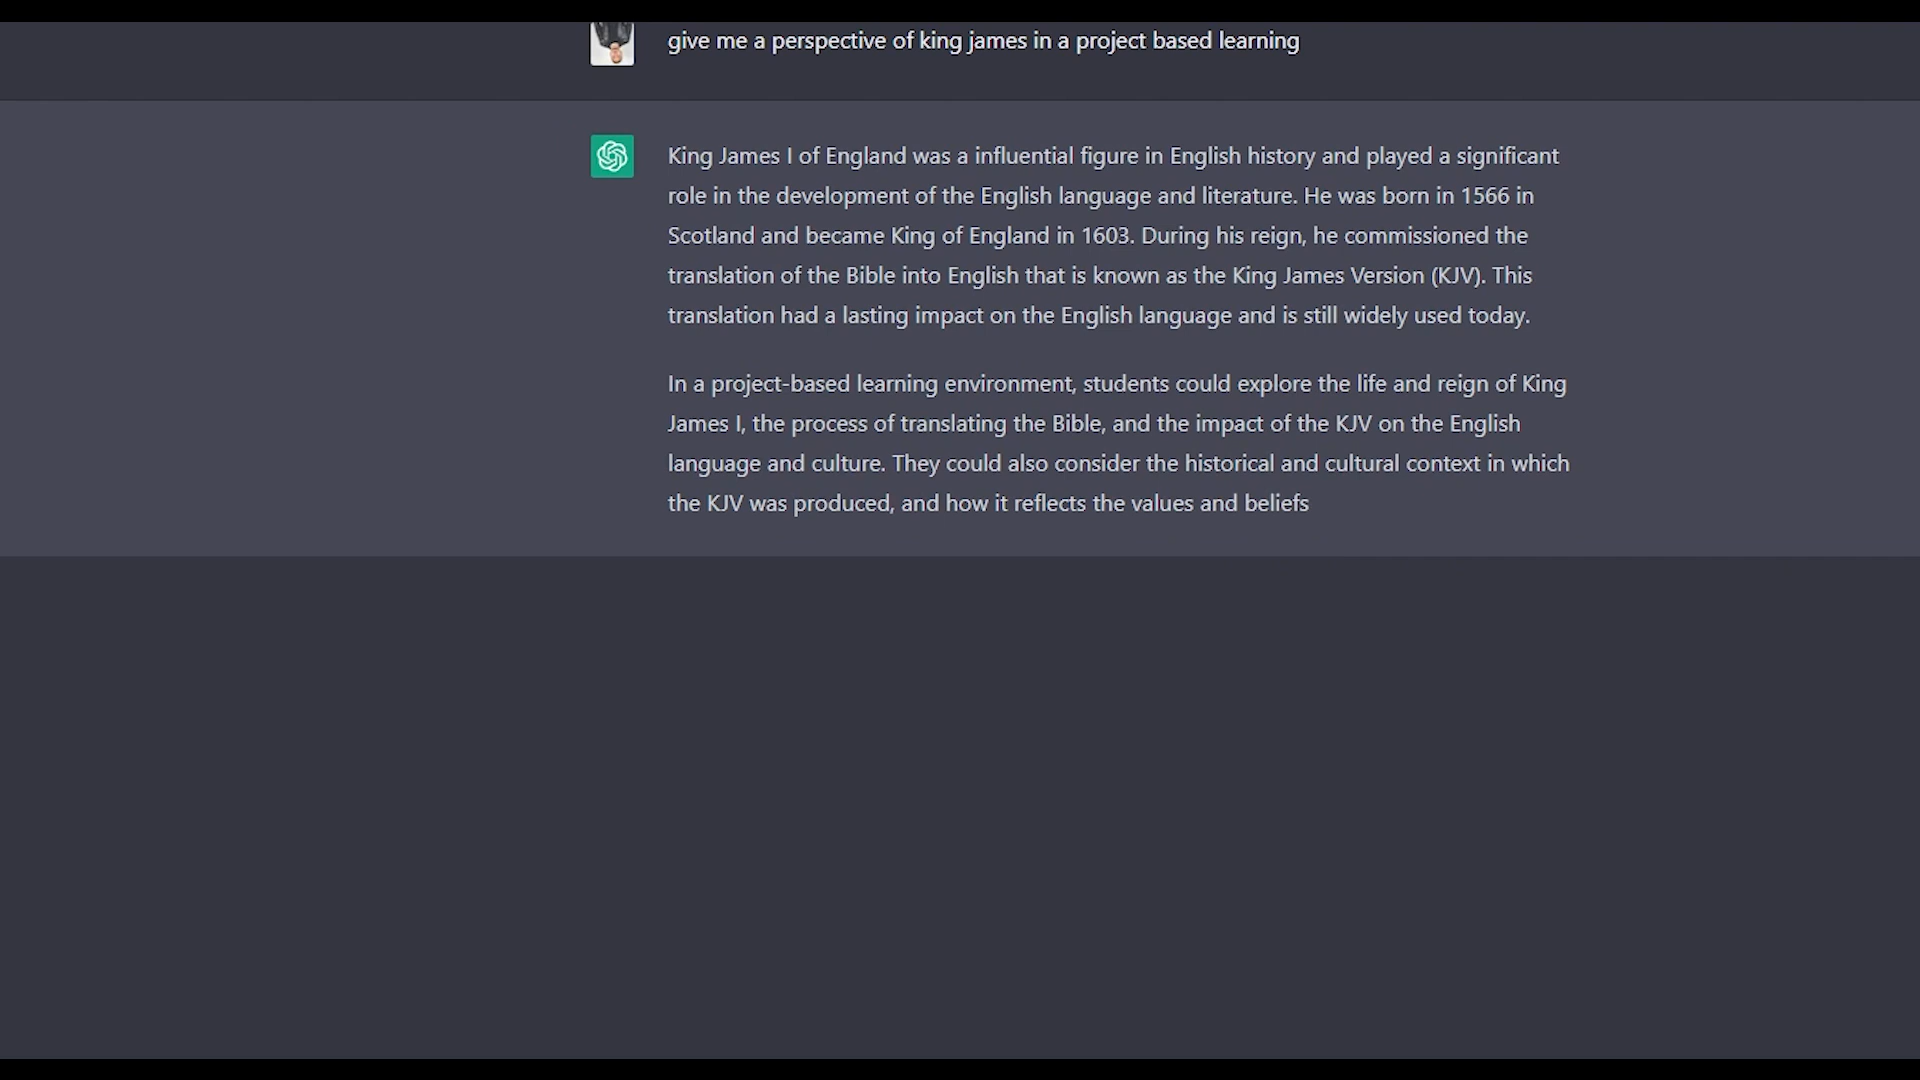 give me a perspective of king james in a project based learning
King James I of England was a influential figure in English history and played a significant
role in the development of the English language and literature. He was born in 1566 in
Scotland and became King of England in 1603. During his reign, he commissioned the
translation of the Bible into English that is known as the King James Version (KJV). This
translation had a lasting impact on the English language and is still widely used today.
In a project-based learning environment, students could explore the life and reign of King
James I, the process of translating the Bible, and the impact of the KJV on the English
language and culture. They could also consider the historical and cultural context in which
the KJV was produced, and how it reflects the values and beliefs